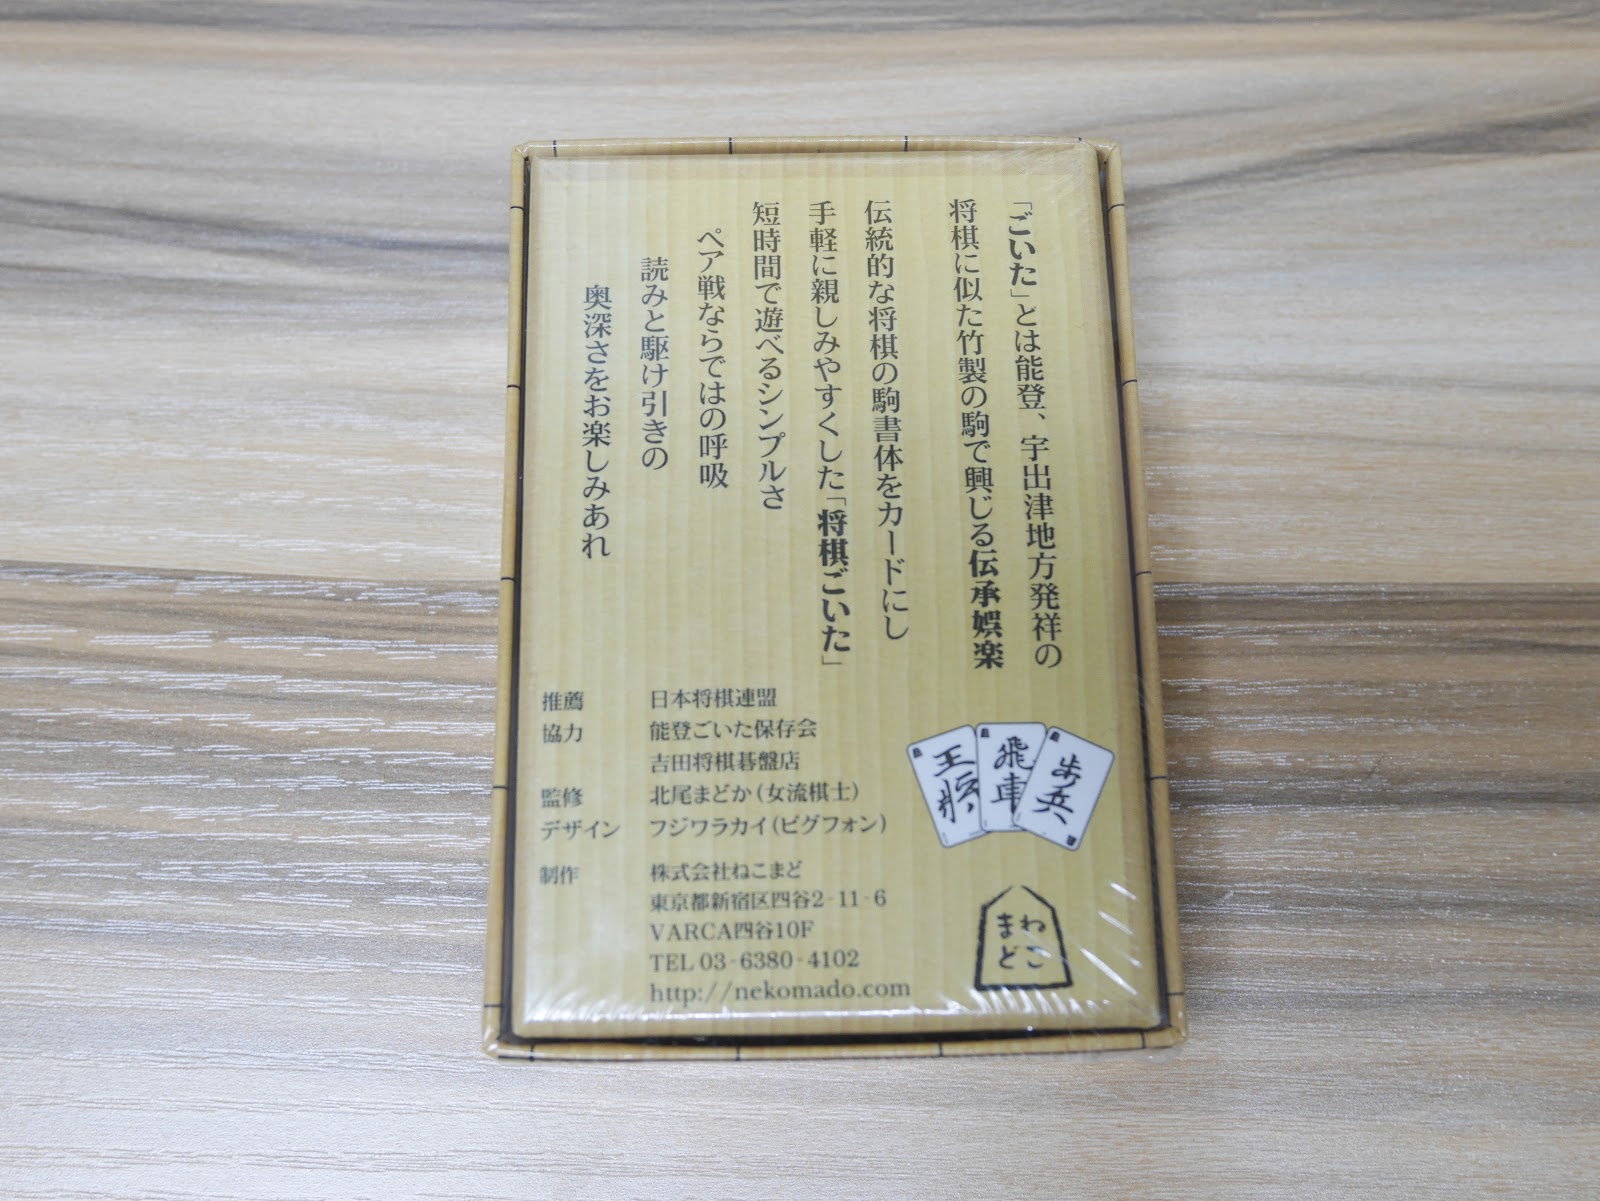 「ごいた」とは能登、宇出津地方発祥の
将棋に似た竹製の駒で興じる伝承娯楽
伝統的な将棋の駒書体をカードにし
手軽に親しみやすくした「将棋ごいた」
短時間で遊べるシンプルさ
ペア戦ならではの呼吸
読みと駆け引きの
奥深さをお楽しみあれ
推薦 日本将棋連盟
協力 能登ごいた保存会
吉田将棋碁盤店
監修 北尾まどか(女流棋士)
デザイン フジワラカイ(ビグフォン)
制作 株式会社ねこまど
東京都新宿区四谷2-11-6
VARCA四谷10F
TEL 03-6380-4102
http://nekomado.com
王将
飛車
歩兵
ねこ
まど